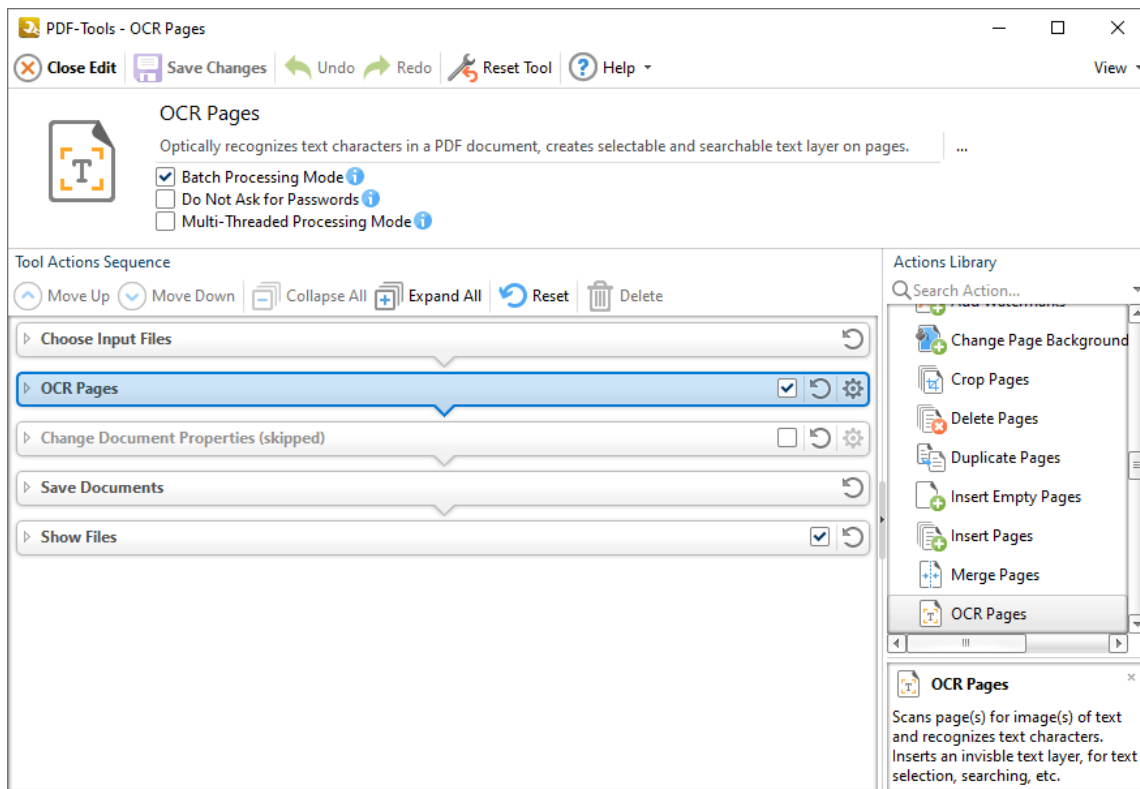 PDF-Tools - OCR Pages
Close Edit Save Changes Undo Redo Reset Tool ? Help View
OCR Pages
T
Optically recognizes text characters in a PDF document, creates selectable and searchable text layer on pages. ...
Batch Processing Mode i
Do Not Ask for Passwords i
Multi-Threaded Processing Mode i
Tool Actions Sequence
Move Up Move Down Collapse All Expand All Reset Delete
Choose Input Files
OCR Pages
Change Document Properties (skipped)
Save Documents
Show Files
Actions Library
Search Action...
Add Watermarks
Change Page Background
Crop Pages
Delete Pages
Duplicate Pages
Insert Empty Pages
Insert Pages
Merge Pages
T OCR Pages
T OCR Pages
Scans page(s) for image(s) of text
and recognizes text characters.
Inserts an invisble text layer, for text
selection, searching, etc.